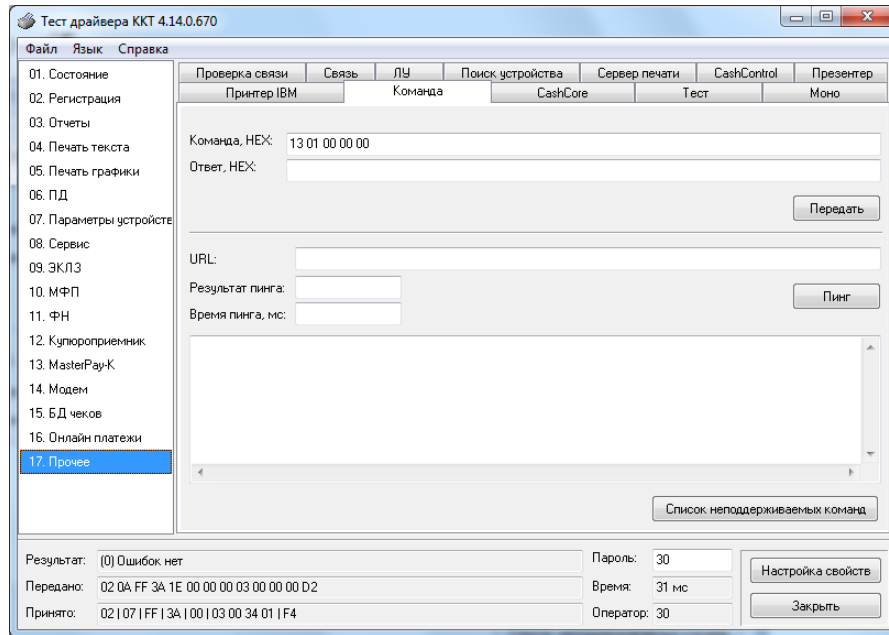 Тест драйвера ККТ 4.14.0.670
Файл Язык Справка
01. Состояние
02. Регистрация
03. Отчеты
04. Печать текста
05. Печать графики
06. ПД
07. Параметры устройств
08. Сервис
09. ЭКЛЗ
10. МФП
11. ФН
12. Купюроприемник
13. MasterPay-K
14. Модем
15. БД чеков
16. Онлайн платежи
17. Прочее
Проверка связи Связь ЛУ Поиск устройства Сервер печати CashControl Презентер
Принтер IBM Команда CashCore Тест Моно
Команда, HEX: 13 01 00 00 00
Ответ, HEX:
Передать
URL:
Результат пинга:
Пинг
Время пинга, мс:
Список неподдерживаемых команд
Результат: (0) Ошибок нет Пароль: 30
Передано: 02 0A FF 3A 1E 00 00 00 03 00 00 00 D2 Время: 31 мс
Принято: 02 | 07 | FF | 3A | 00 | 03 00 34 01 | F4 Оператор: 30
Настройка свойств
Закрыть